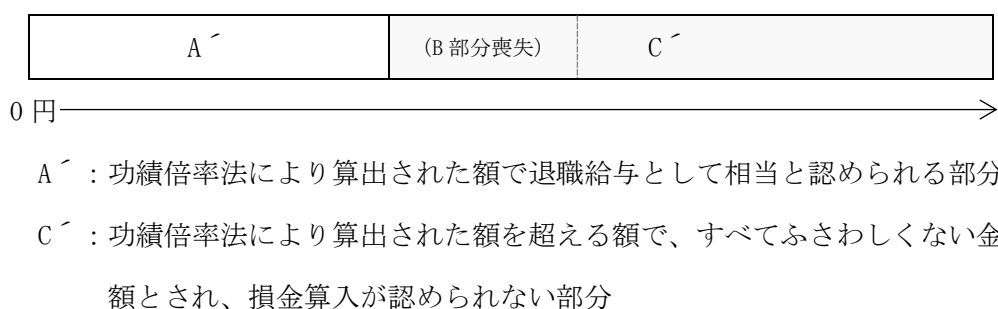 A´ (B 部分喪失) C´
0 円
A´：功績倍率法により算出された額で退職給与として相当と認められる部分
C´：功績倍率法により算出された額を超える額で、すべてふさわしくない金
額とされ、損金算入が認められない部分